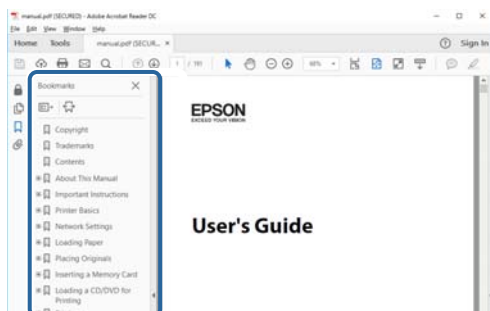 manual.pdf (SECURED) - Adobe Acrobat Reader DC
File Edit View Window Help
Home Tools manual.pdf (SECUR... ×
Sign In
1 / 191
Bookmarks
Copyright
Trademarks
Contents
About This Manual
Important Instructions
Printer Basics
Network Settings
Loading Paper
Placing Originals
Inserting a Memory Card
Loading a CD/DVD for
Printing
EPSON
EXCEED YOUR VISION
User's Guide